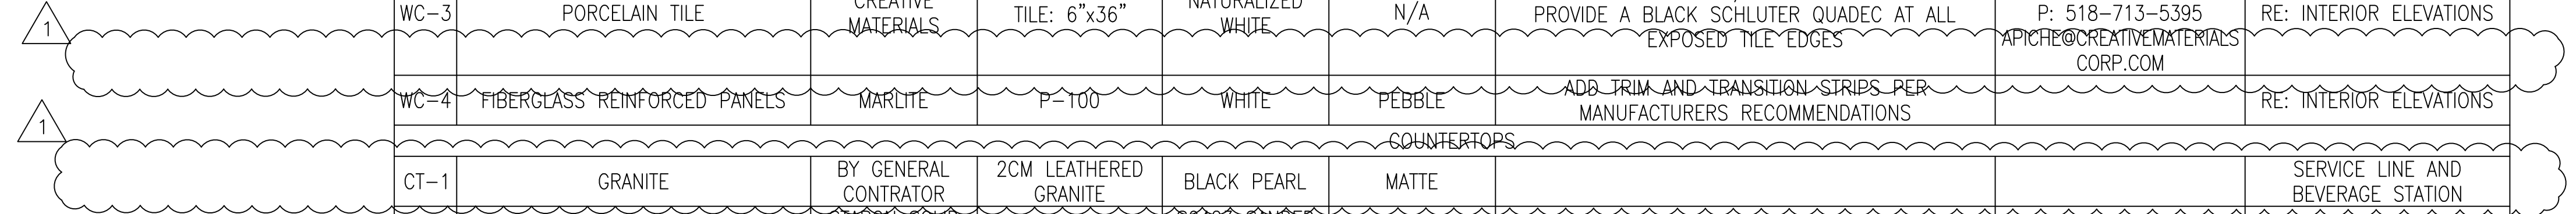 1
WC-3
PORCELAIN TILE
CREATIVE
MATERIALS
TILE: 6"x36"
NATURALIZED
WHITE
N/A
PROVIDE A BLACK SCHLUTER QUADEC AT ALL
EXPOSED TILE EDGES
P: 518-713-5395
APICHE@CREATIVEMATERIALS
CORP.COM
RE: INTERIOR ELEVATIONS
WC-4
FIBERGLASS REINFORCED PANELS
MARLITE
P-100
WHITE
PEBBLE
ADD TRIM AND TRANSITION STRIPS PER
MANUFACTURERS RECOMMENDATIONS
RE: INTERIOR ELEVATIONS
1
COUNTERTOPS
CT-1
GRANITE
BY GENERAL
CONTRATOR
2CM LEATHERED
GRANITE
BLACK PEARL
MATTE
SERVICE LINE AND
BEVERAGE STATION